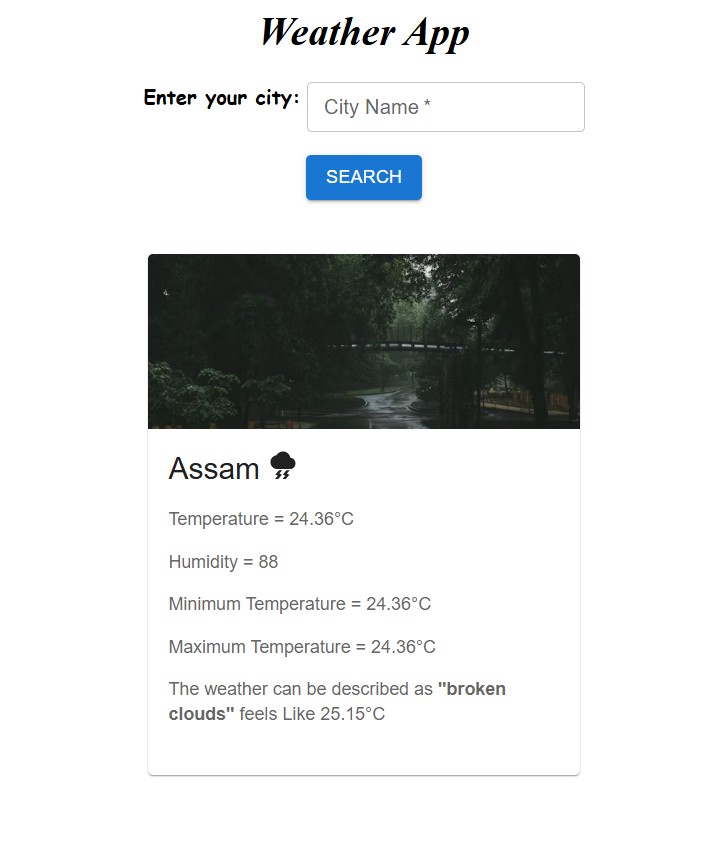 Weather App
Enter your city:
City Name *
SEARCH
Assam
Temperature = 24.36°C
Humidity = 88
Minimum Temperature = 24.36°C
Maximum Temperature = 24.36°C
The weather can be described as "broken
clouds" feels Like 25.15°C